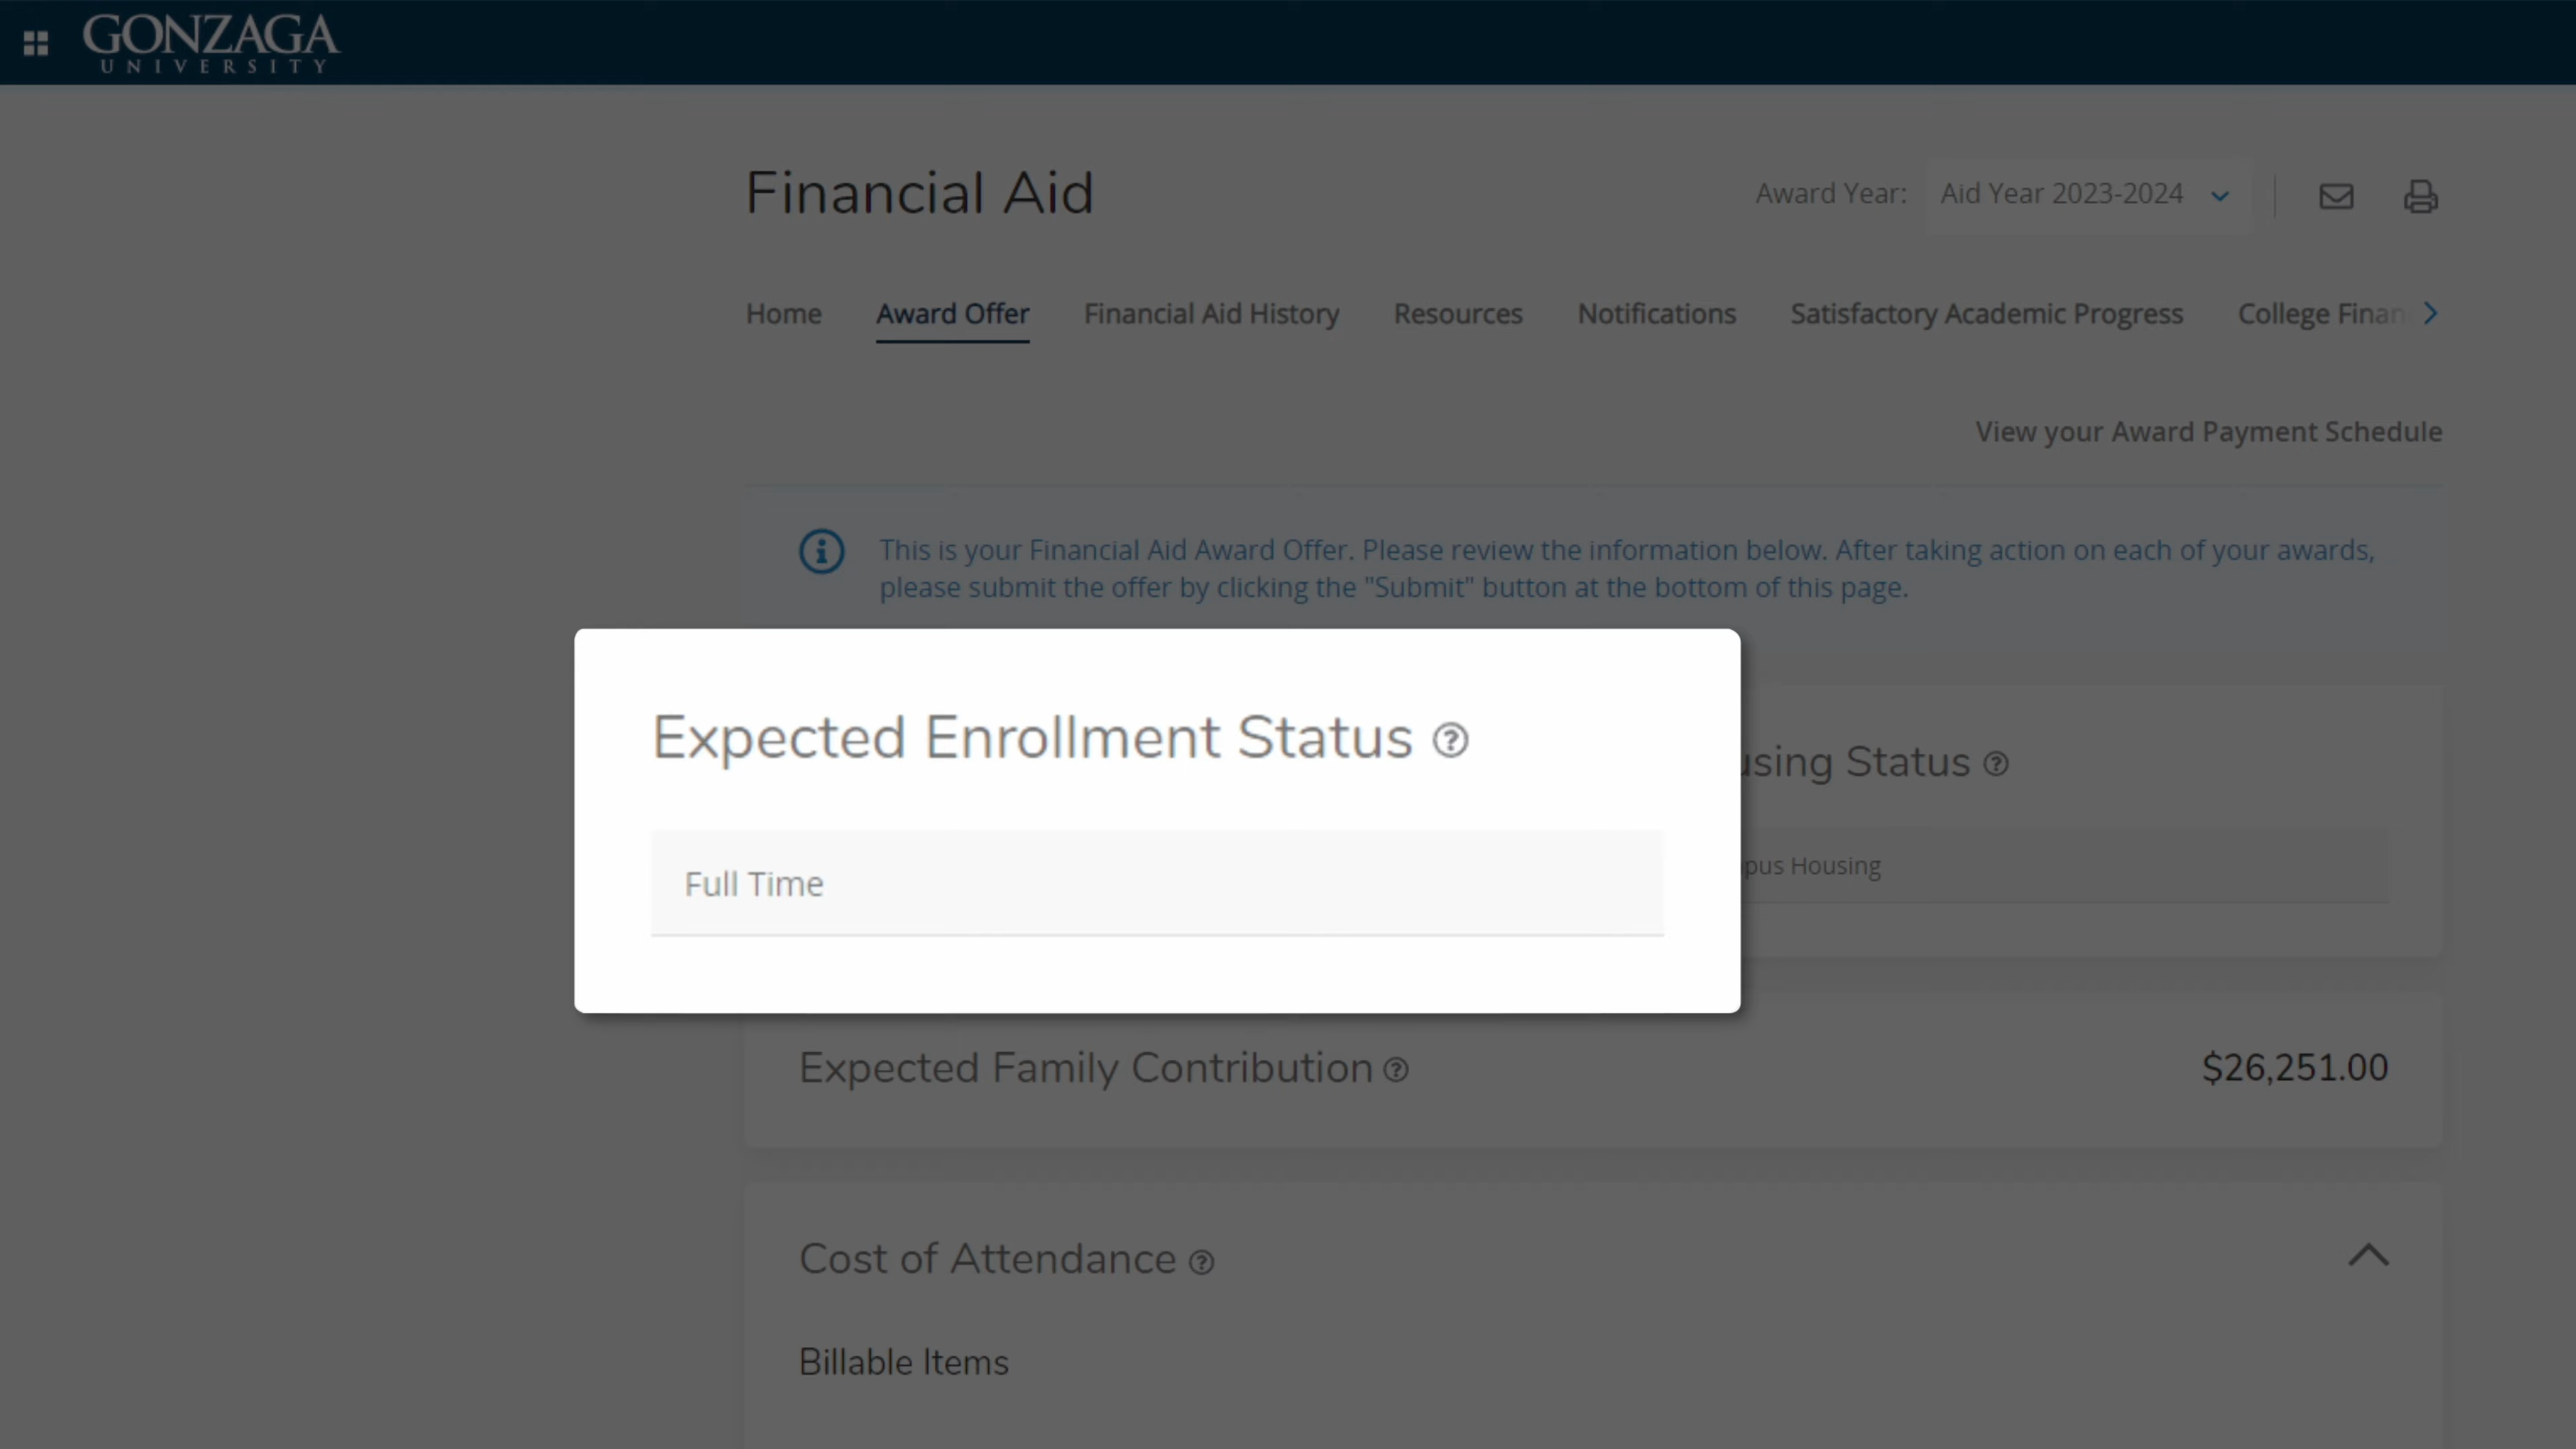 GONZAGA
UNIVERSITY
Financial Aid
Award Year: Aid Year 2023-2024
Home Award Offer Financial Aid History Resources Notifications Satisfactory Academic Progress College Finan
View your Award Payment Schedule
This is your Financial Aid Award Offer. Please review the information below. After taking action on each of your awards,
please submit the offer by clicking the "Submit" button at the bottom of this page.
Expected Enrollment Status
Full Time
using Status
pus Housing
Expected Family Contribution $26,251.00
Cost of Attendance
Billable Items